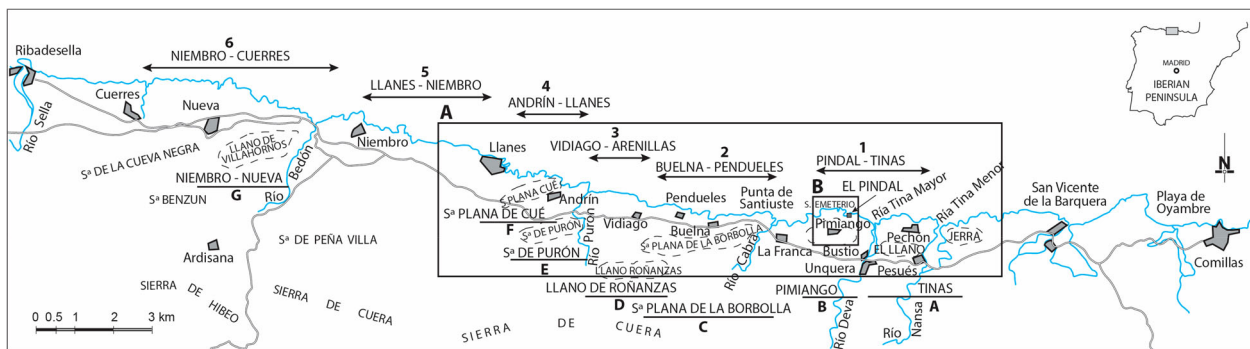 6
NIEMBRO - CUERRES
5
LLANES - NIEMBRO
4
ANDRÍN - LLANES
3
VIDIAGO - ARENILLAS
2
BUELNA - PENDUELES
1
PINDAL - TINAS
A
B
Ribadesella
Cuerres
Nueva
Río Sella
Sª DE LA CUEVA NEGRA
LLANO DE
VILLAHORNOS
NIEMBRO - NUEVA
G
Río Bedón
Niembro
Sª BENZUN
Sª DE PEÑA VILLA
Ardisana
SIERRA
DE HIBEO
SIERRA
DE CUERA
Llanes
Sª PLANA CUÉ
Andrín
Sª PLANA DE CUÉ
F
Sª DE PURÓN
Sª DE PURÓN
E
Río Purón
Vidiago
Pendueles
Buelna
Sª PLANA DE LA BORBOLLA
LLANO ROÑANZAS
LLANO DE ROÑANZAS
D
Sª PLANA DE LA BORBOLLA
C
SIERRA DE CUERA
Punta de
Santiuste
Río Cabra
La Franca
S. EMETERIO
EL PINDAL
Pimiango
Bustio
Unquera
Ría Tina Mayor
Pechón
EL LLANO
Pesués
Ría Tina Menor
JERRA
PIMIANGO
B
Río Deva
TINAS
A
Río Nansa
San Vicente
de la Barquera
Playa de
Oyambre
Comillas
MADRID
IBERIAN
PENINSULA
N
0 0.5 1 2 3 km